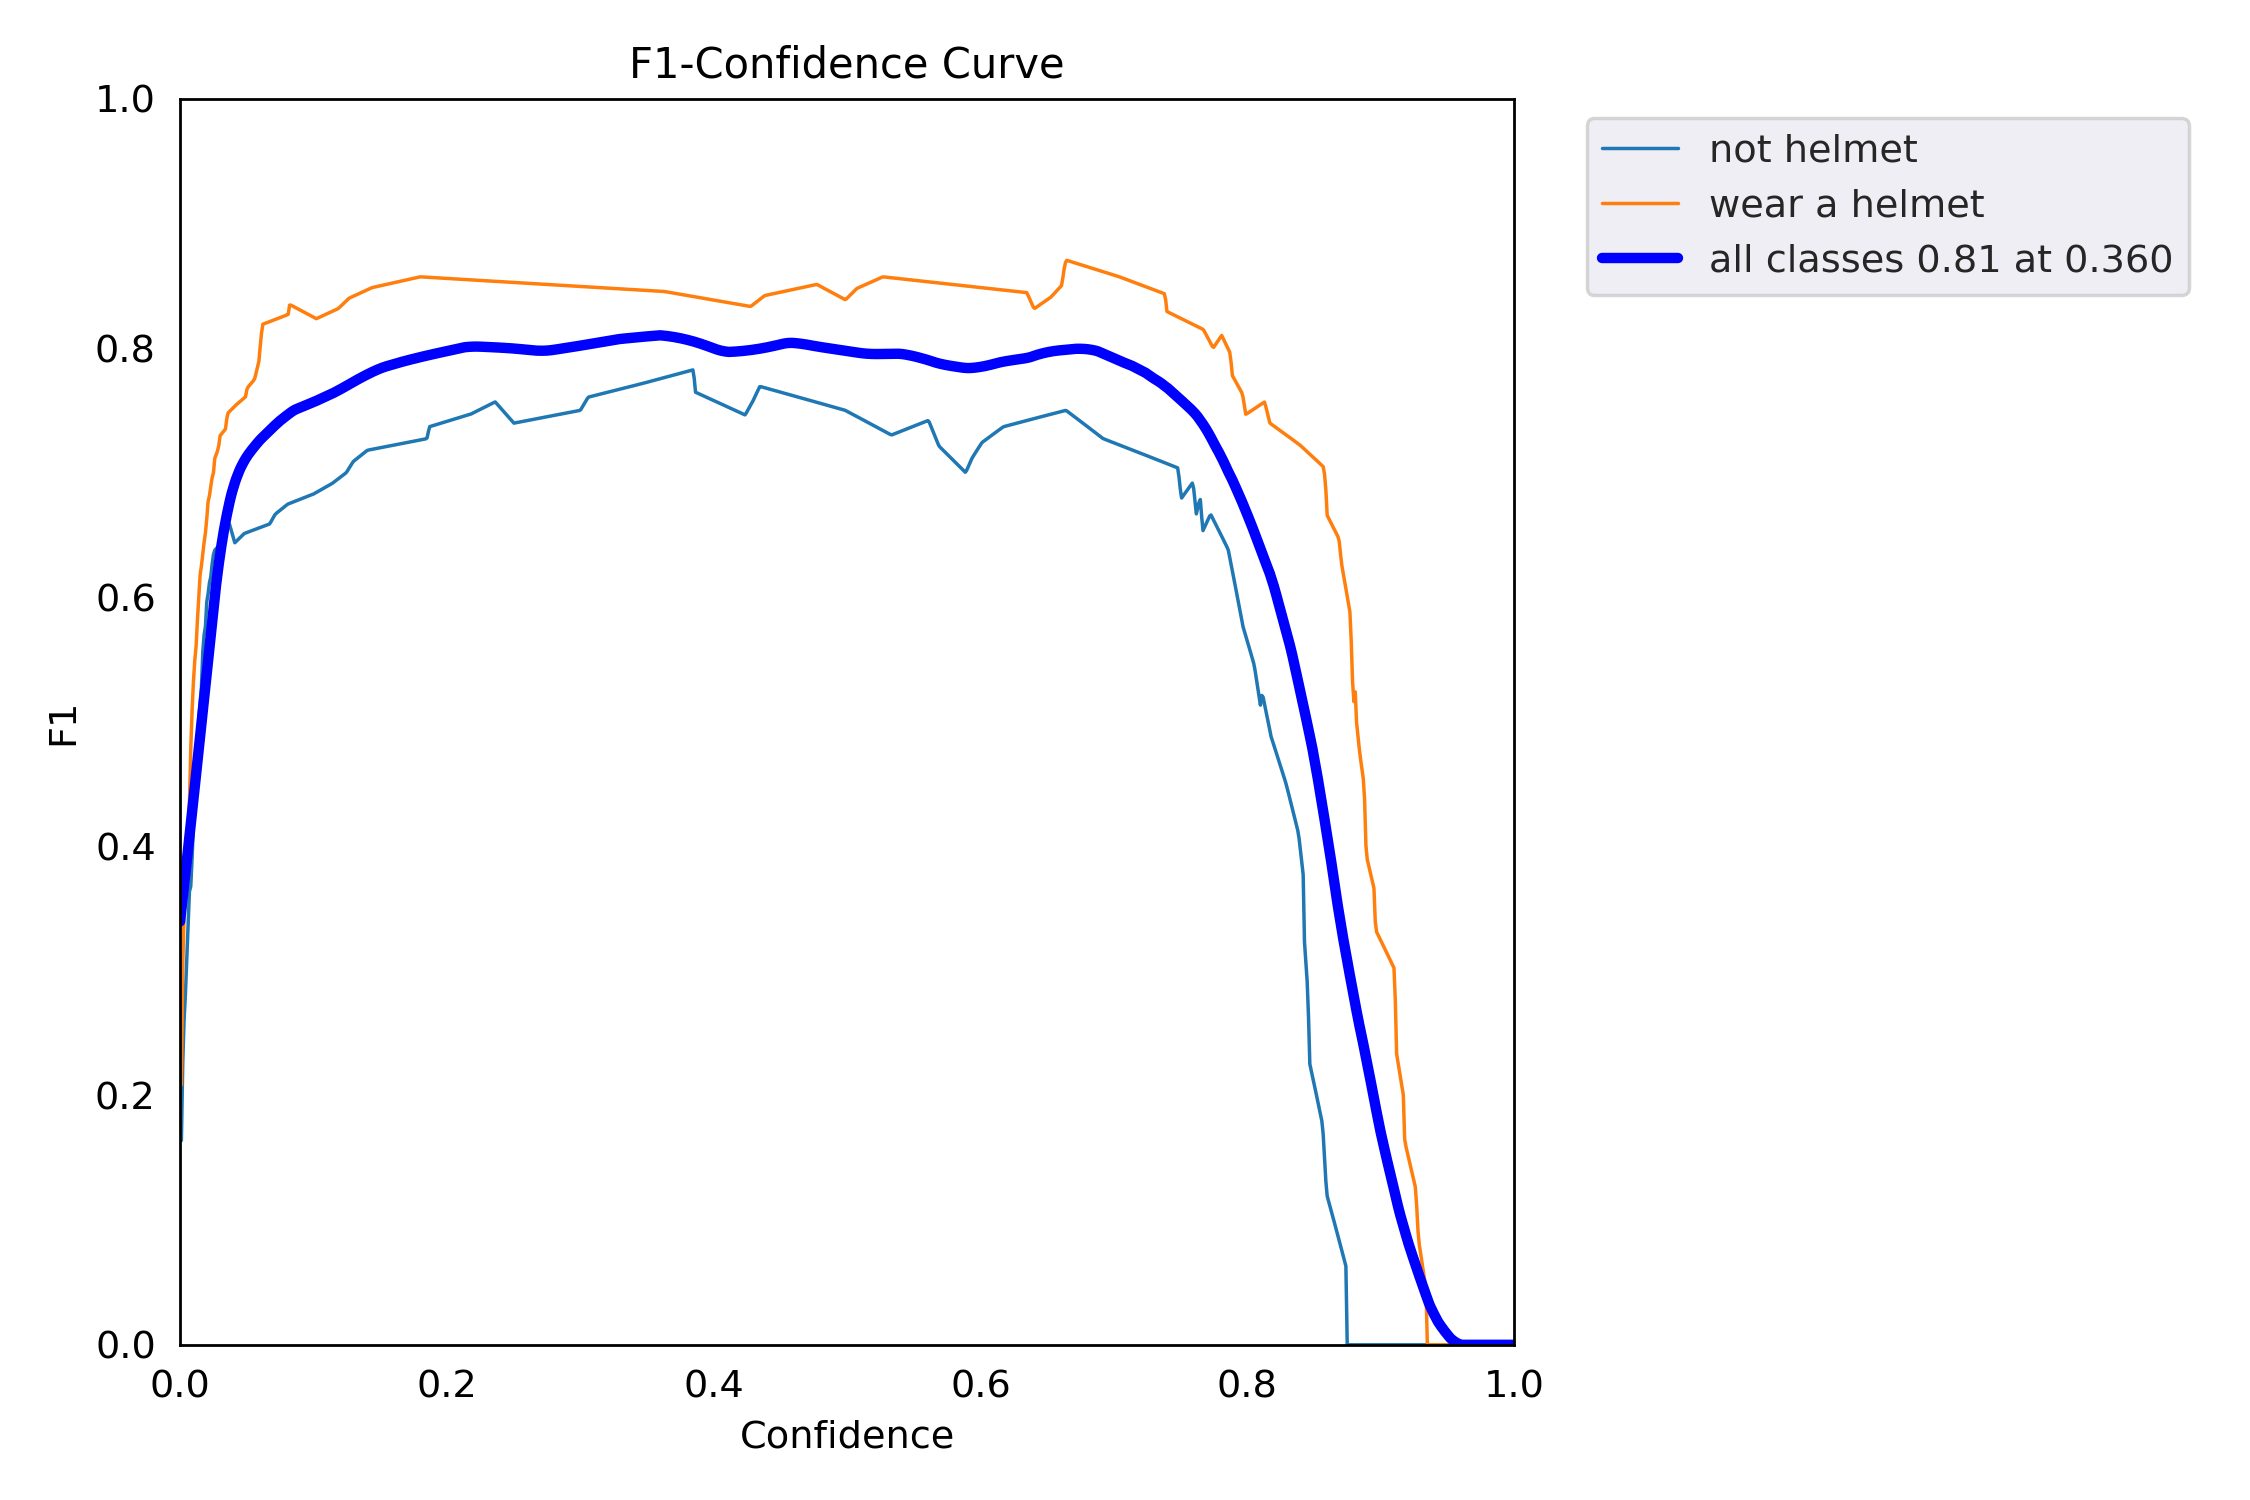 F1-Confidence Curve
1.0
0.8
0.6
0.4
0.2
0.0
F1
0.0 0.2 0.4 0.6 0.8 1.0
Confidence
not helmet
wear a helmet
all classes 0.81 at 0.360